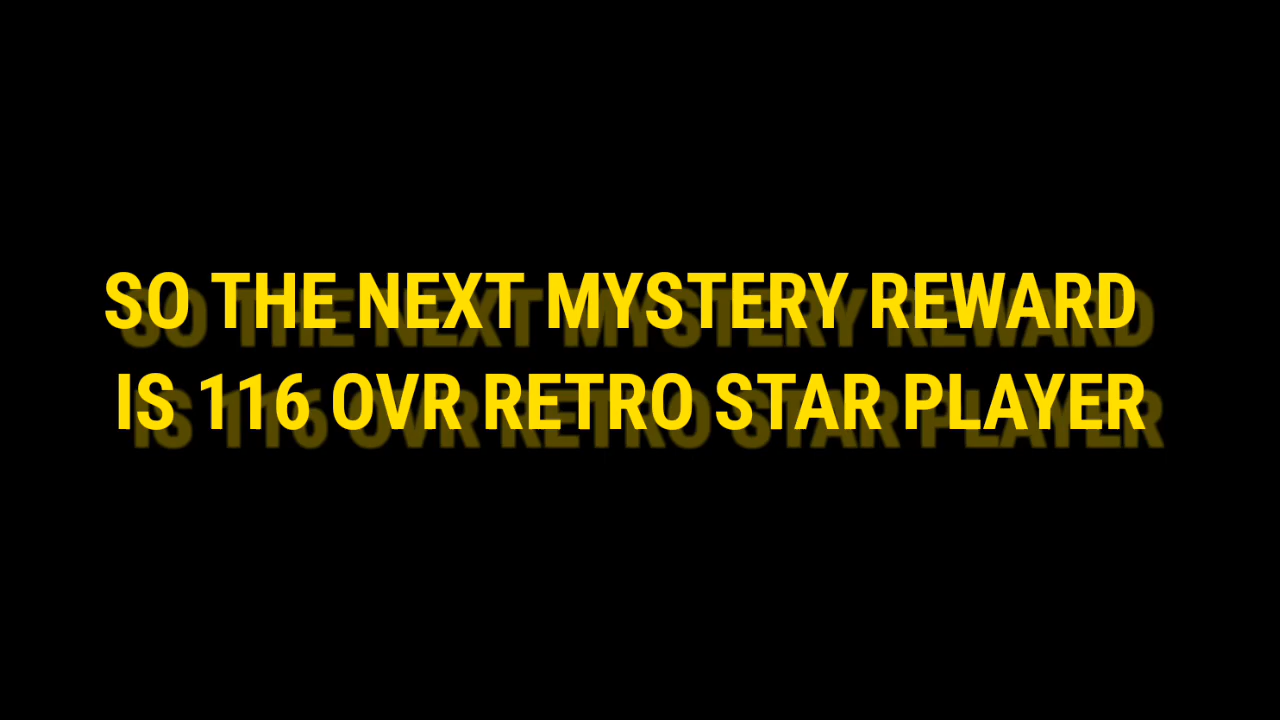 SO THE NEXT MYSTERY REWARD
IS 116 OVR RETRO STAR PLAYER